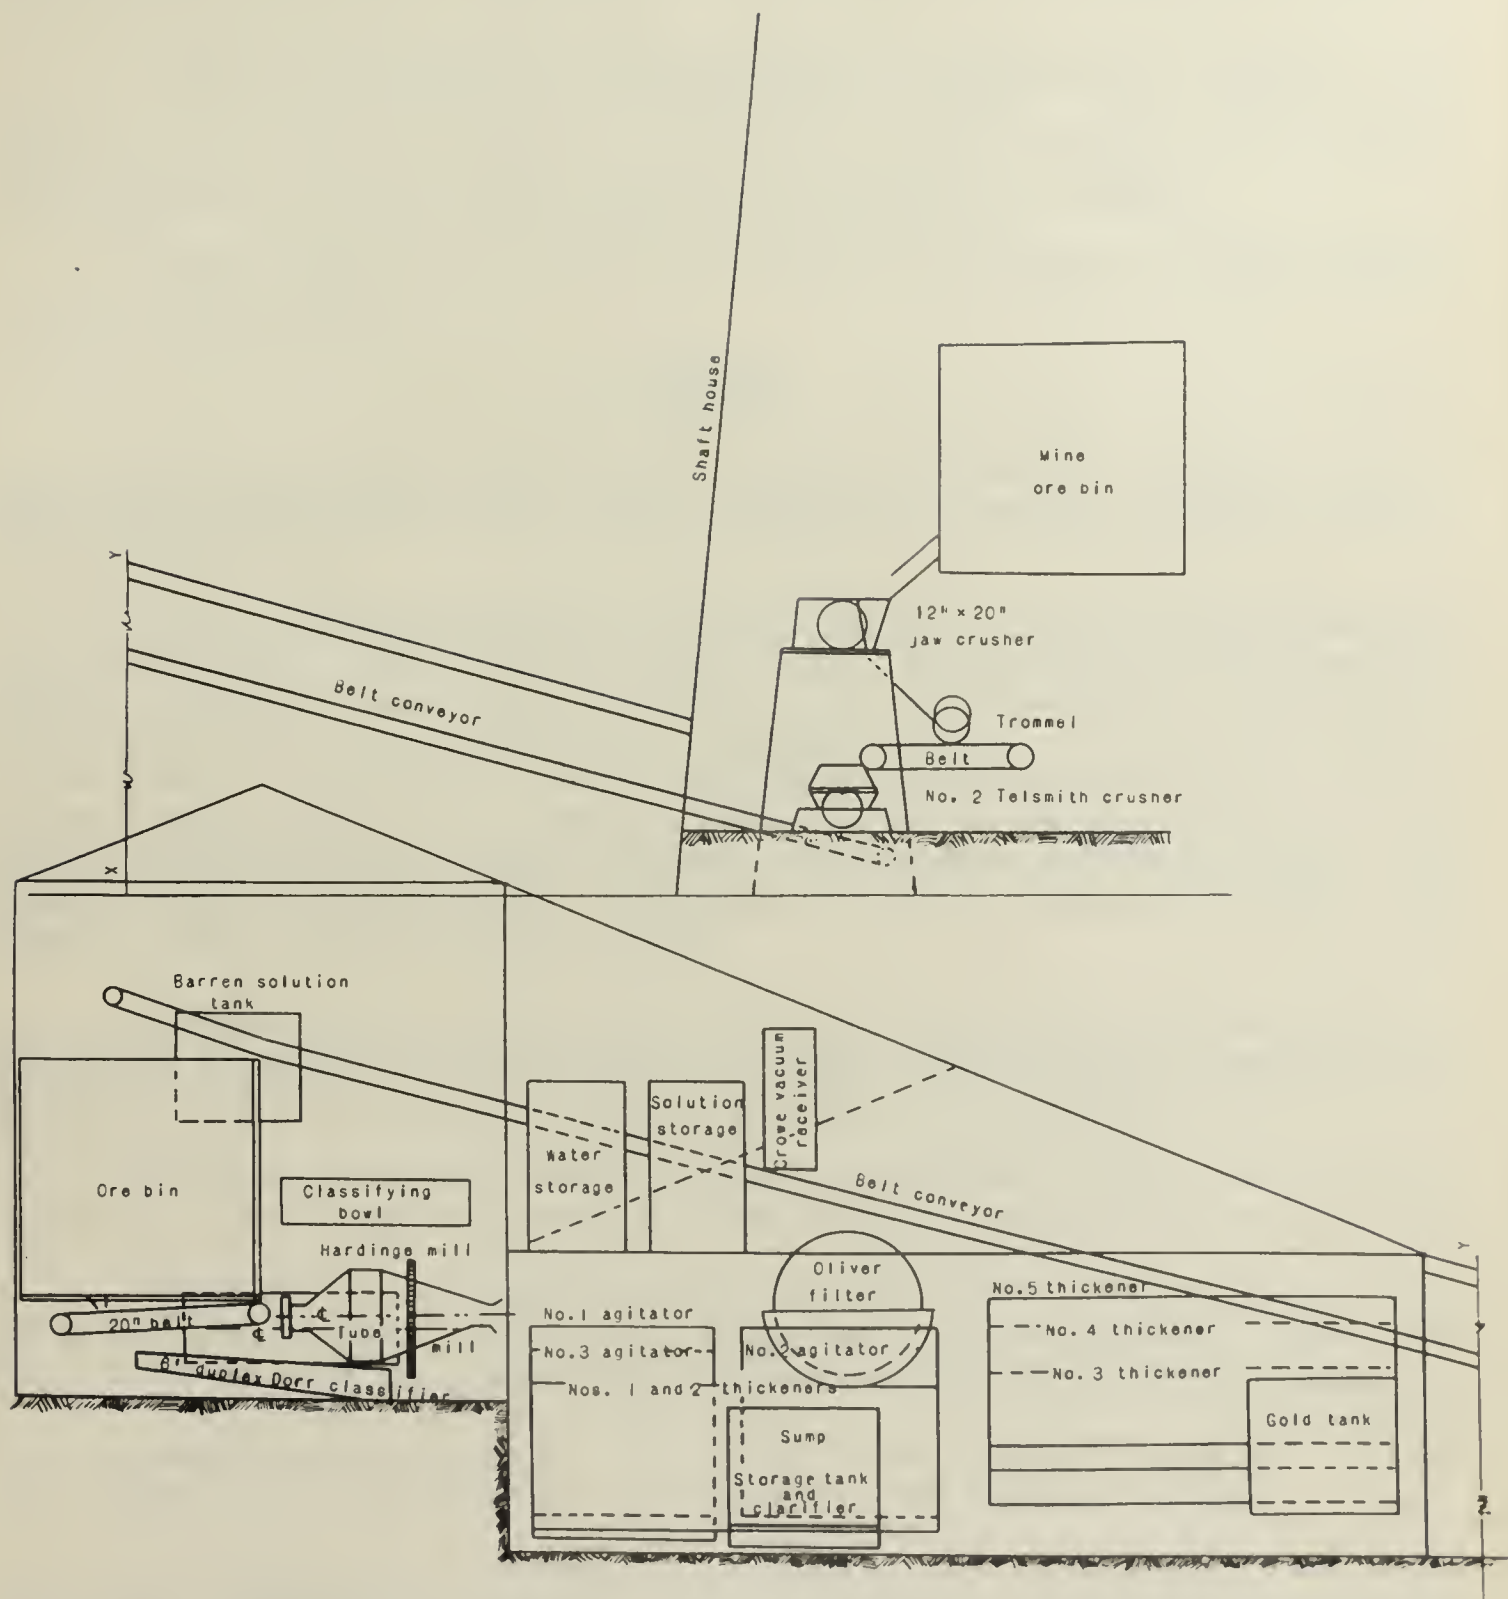 Shaft house
Mine
ore bin
Y
12" × 20"
jaw crusher
Belt conveyor
Trommel
Belt
No. 2 Telsmith crusher
X
Barren solution
tank
Crowe vacuum
receiver
Solution
storage
Water
storage
Ore bin
Classifying
bowl
Belt conveyor
Hardinge mill
Y
Oliver
filter
No.5 thickener
20" belt
℄
℄
Tube
mill
No.1 agitator
No. 4 thickener
No.3 agitator
No.2 agitator
8' duplex Dorr classifier
Nos. 1 and 2 thickeners
No. 3 thickener
Gold tank
Sump
Storage tank
and
clarifier